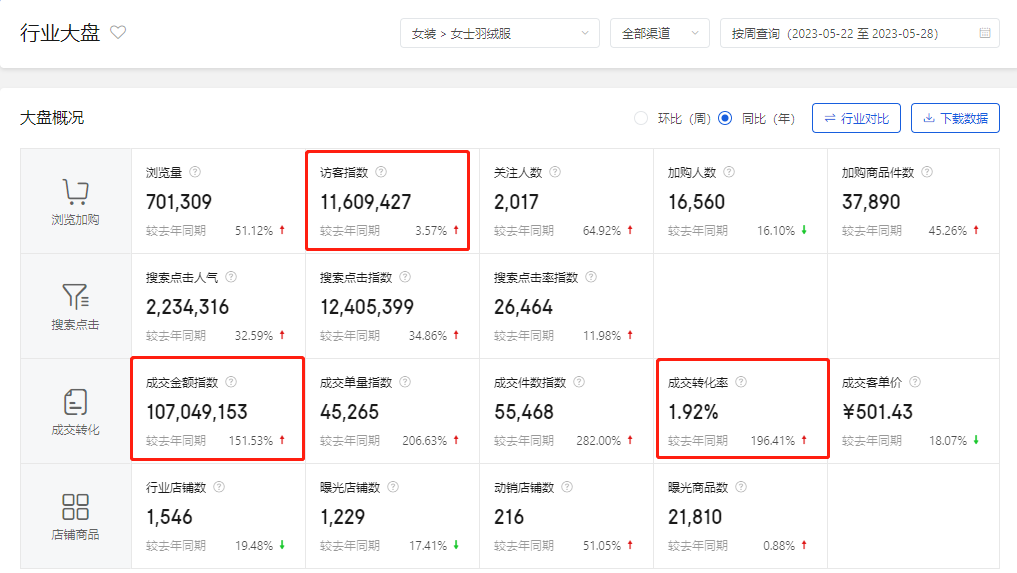 行业大盘
女装 > 女士羽绒服
全部渠道
按周查询（2023-05-22 至 2023-05-28）
大盘概况
环比（周）
同比（年）
行业对比
下载数据
浏览加购
浏览量
701,309
较去年同期 51.12%
访客指数
11,609,427
较去年同期 3.57%
关注人数
2,017
较去年同期 64.92%
加购人数
16,560
较去年同期 16.10%
加购商品件数
37,890
较去年同期 45.26%
搜索点击
搜索点击人气
2,234,316
较去年同期 32.59%
搜索点击指数
12,405,399
较去年同期 34.86%
搜索点击率指数
26,464
较去年同期 11.98%
成交转化
成交金额指数
107,049,153
较去年同期 151.53%
成交单量指数
45,265
较去年同期 206.63%
成交件数指数
55,468
较去年同期 282.00%
成交转化率
1.92%
较去年同期 196.41%
成交客单价
¥501.43
较去年同期 18.07%
店铺商品
行业店铺数
1,546
较去年同期 19.48%
曝光店铺数
1,229
较去年同期 17.41%
动销店铺数
216
较去年同期 51.05%
曝光商品数
21,810
较去年同期 0.88%